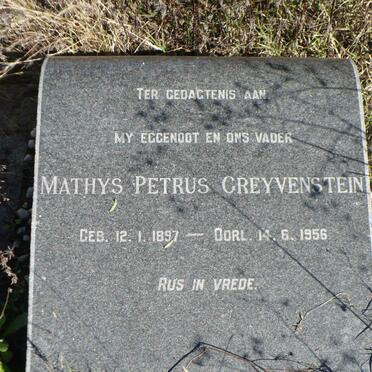 TER GEDAGTENIS AAN
MY EGGENOOT EN ONS VADER
MATHYS PETRUS GREYVENSTEIN
GEB. 12. 1. 1897 — OORL. 14. 6. 1956
RUS IN VREDE.